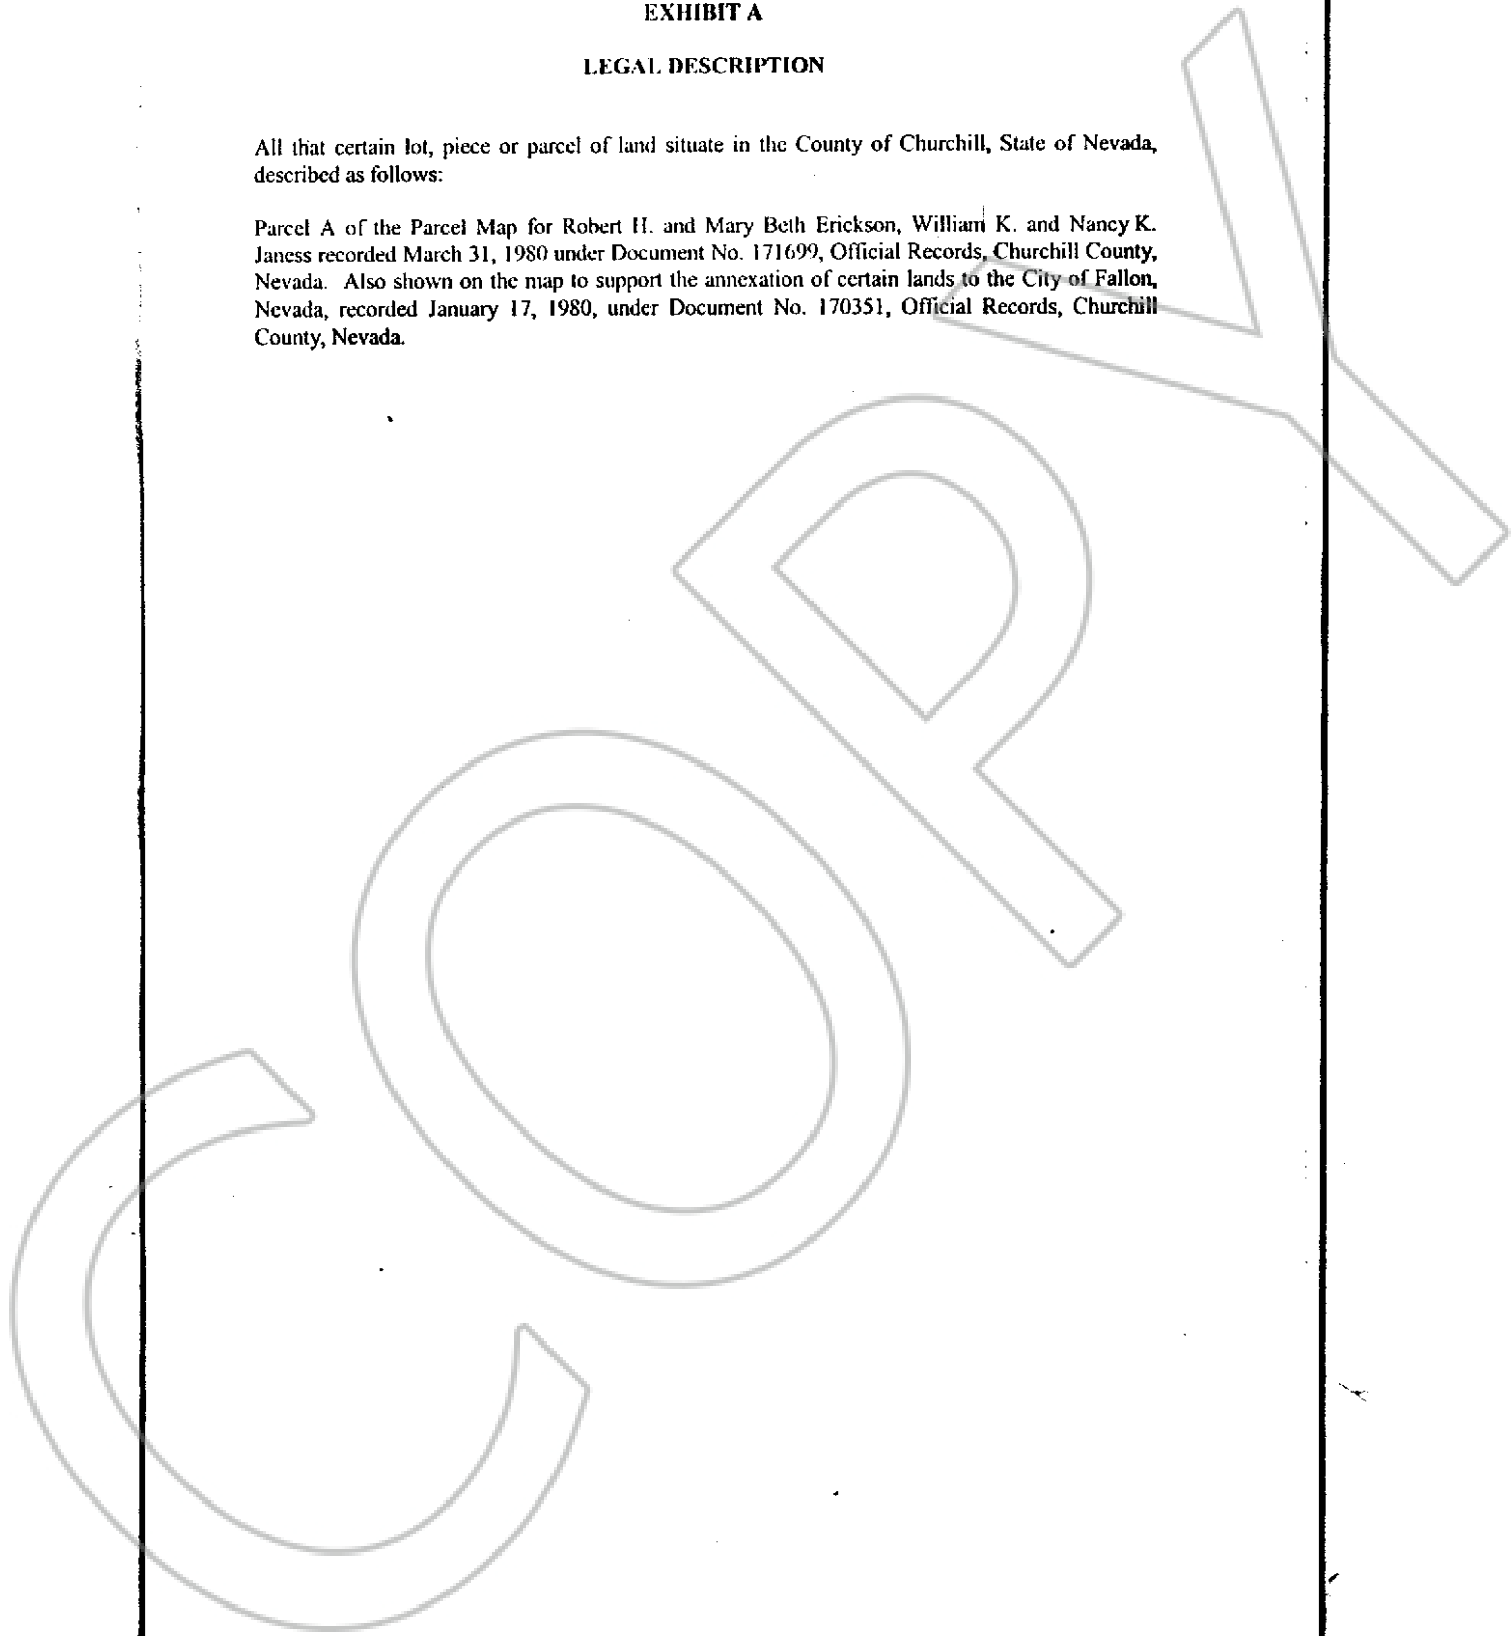 EXHIBIT A
LEGAL DESCRIPTION
All that certain lot, piece or parcel of land situate in the County of Churchill, State of Nevada,
described as follows:
Parcel A of the Parcel Map for Robert H. and Mary Beth Erickson, William K. and Nancy K.
Janess recorded March 31, 1980 under Document No. 171699, Official Records, Churchill County,
Nevada. Also shown on the map to support the annexation of certain lands to the City of Fallon,
Nevada, recorded January 17, 1980, under Document No. 170351, Official Records, Churchill
County, Nevada.
COPY